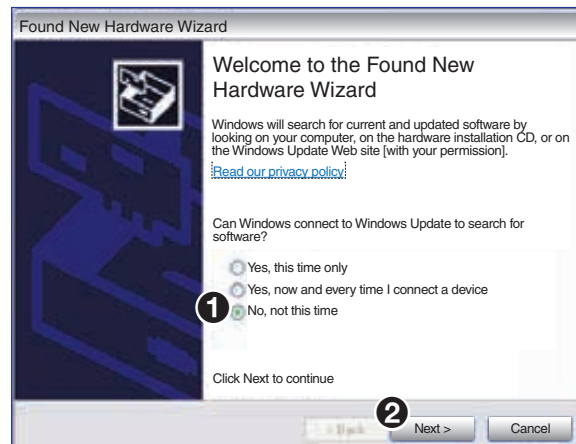 Found New Hardware Wizard
Welcome to the Found New
Hardware Wizard
Windows will search for current and updated software by
looking on your computer, on the hardware installation CD, or on
the Windows Update Web site [with your permission].
Read our privacy policy
Can Windows connect to Windows Update to search for
software?
Yes, this time only
Yes, now and every time I connect a device
1 No, not this time
Click Next to continue
2
< Back Next > Cancel